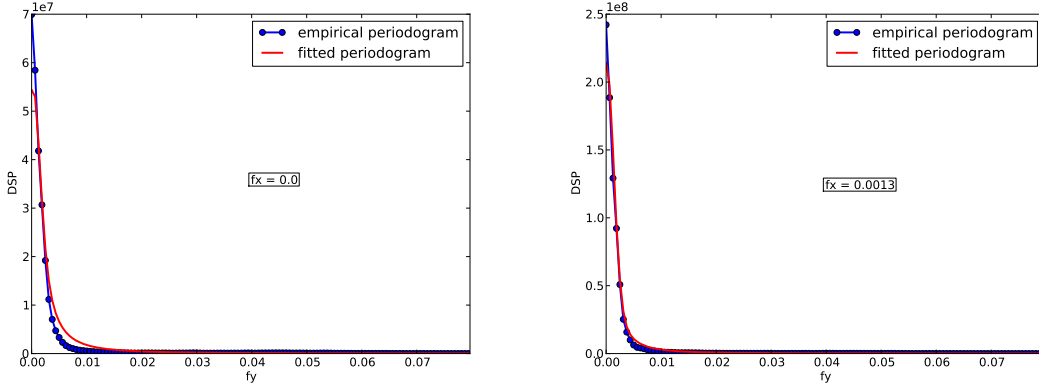 1e7
empirical periodogram
fitted periodogram
7
6
5
4
3
2
1
0
DSP
fx = 0.0
0.00 0.01 0.02 0.03 0.04 0.05 0.06 0.07
fy
1e8
empirical periodogram
fitted periodogram
2.5
2.0
1.5
1.0
0.5
0.0
DSP
fx = 0.0013
0.00 0.01 0.02 0.03 0.04 0.05 0.06 0.07
fy